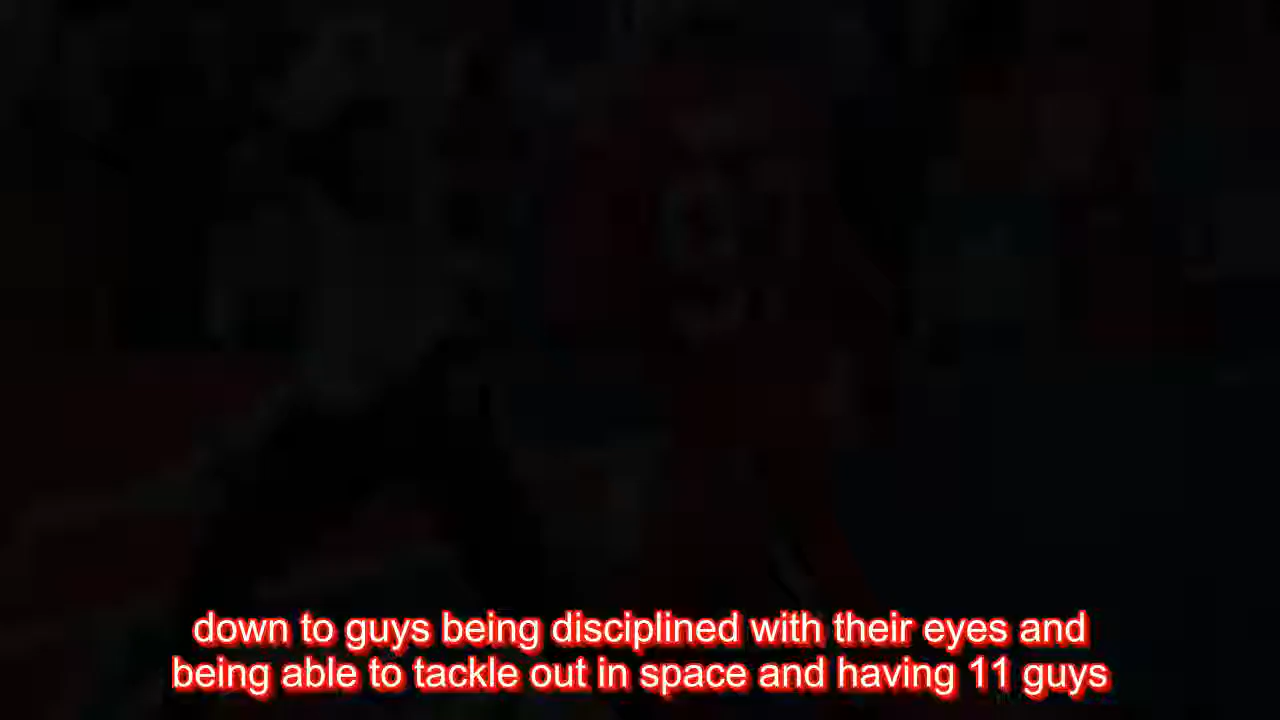 down to guys being disciplined with their eyes and
being able to tackle out in space and having 11 guys